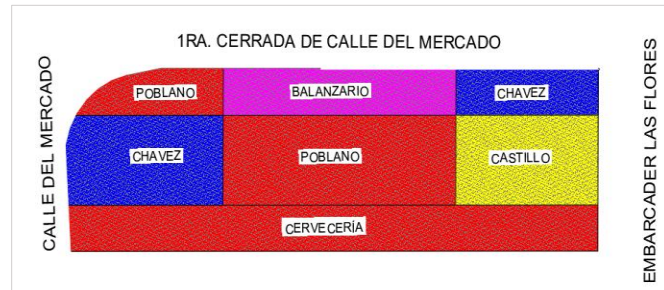 1RA. CERRADA DE CALLE DEL MERCADO
CALLE DEL MERCADO
POBLANO
BALANZARIO
CHAVEZ
CHAVEZ
POBLANO
CASTILLO
CERVECERÍA
EMBARCADER LAS FLORES